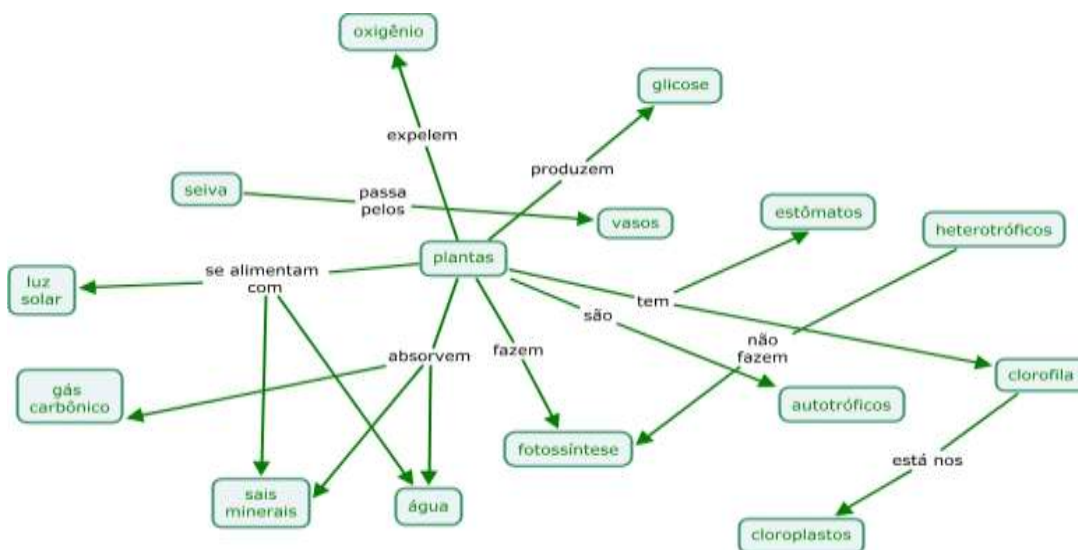 oxigênio
glicose
expelem
produzem
seiva
passa
pelos
vasos
estômatos
heterotróficos
plantas
luz
solar
se alimentam
com
tem
são
não
fazem
absorvem
fazem
gás
carbônico
clorofila
autotróficos
fotossíntese
está nos
sais
minerais
água
cloroplastos